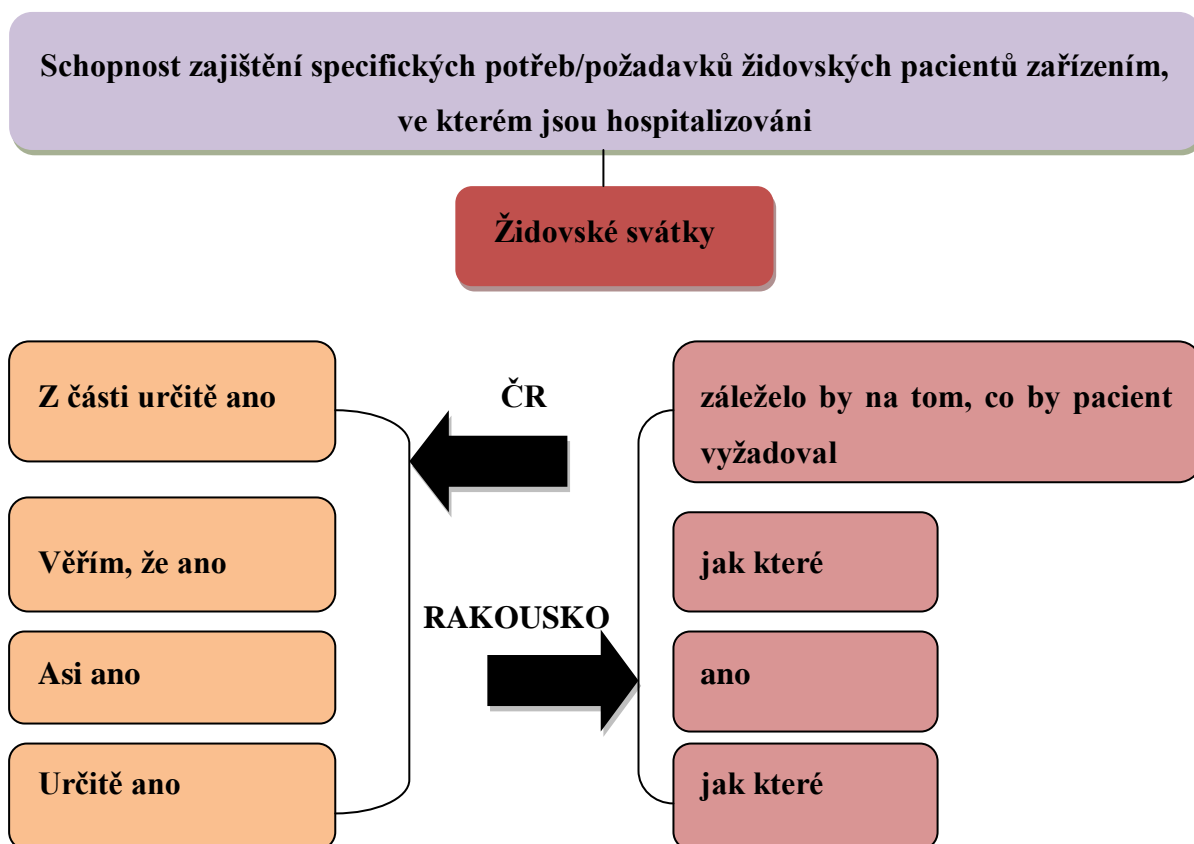 Schopnost zajištění specifických potřeb/požadavků židovských pacientů zařízením,
ve kterém jsou hospitalizováni
Židovské svátky
ČR
Z části určitě ano
Věřím, že ano
Asi ano
Určitě ano
RAKOUSKO
záleželo by na tom, co by pacient
vyžadoval
jak které
ano
jak které